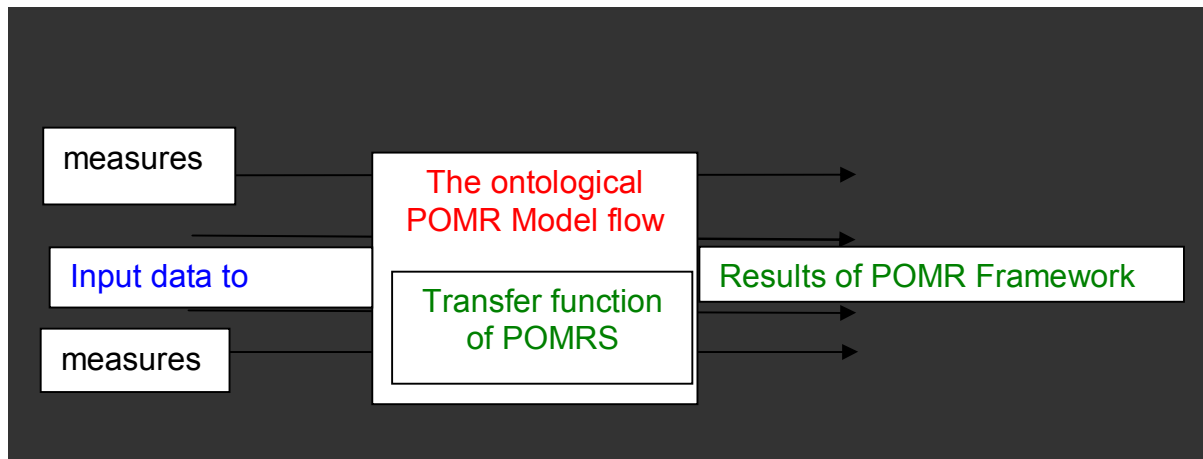 measures
The ontological
POMR Model flow
Input data to
Results of POMR Framework
Transfer function
of POMRS
measures